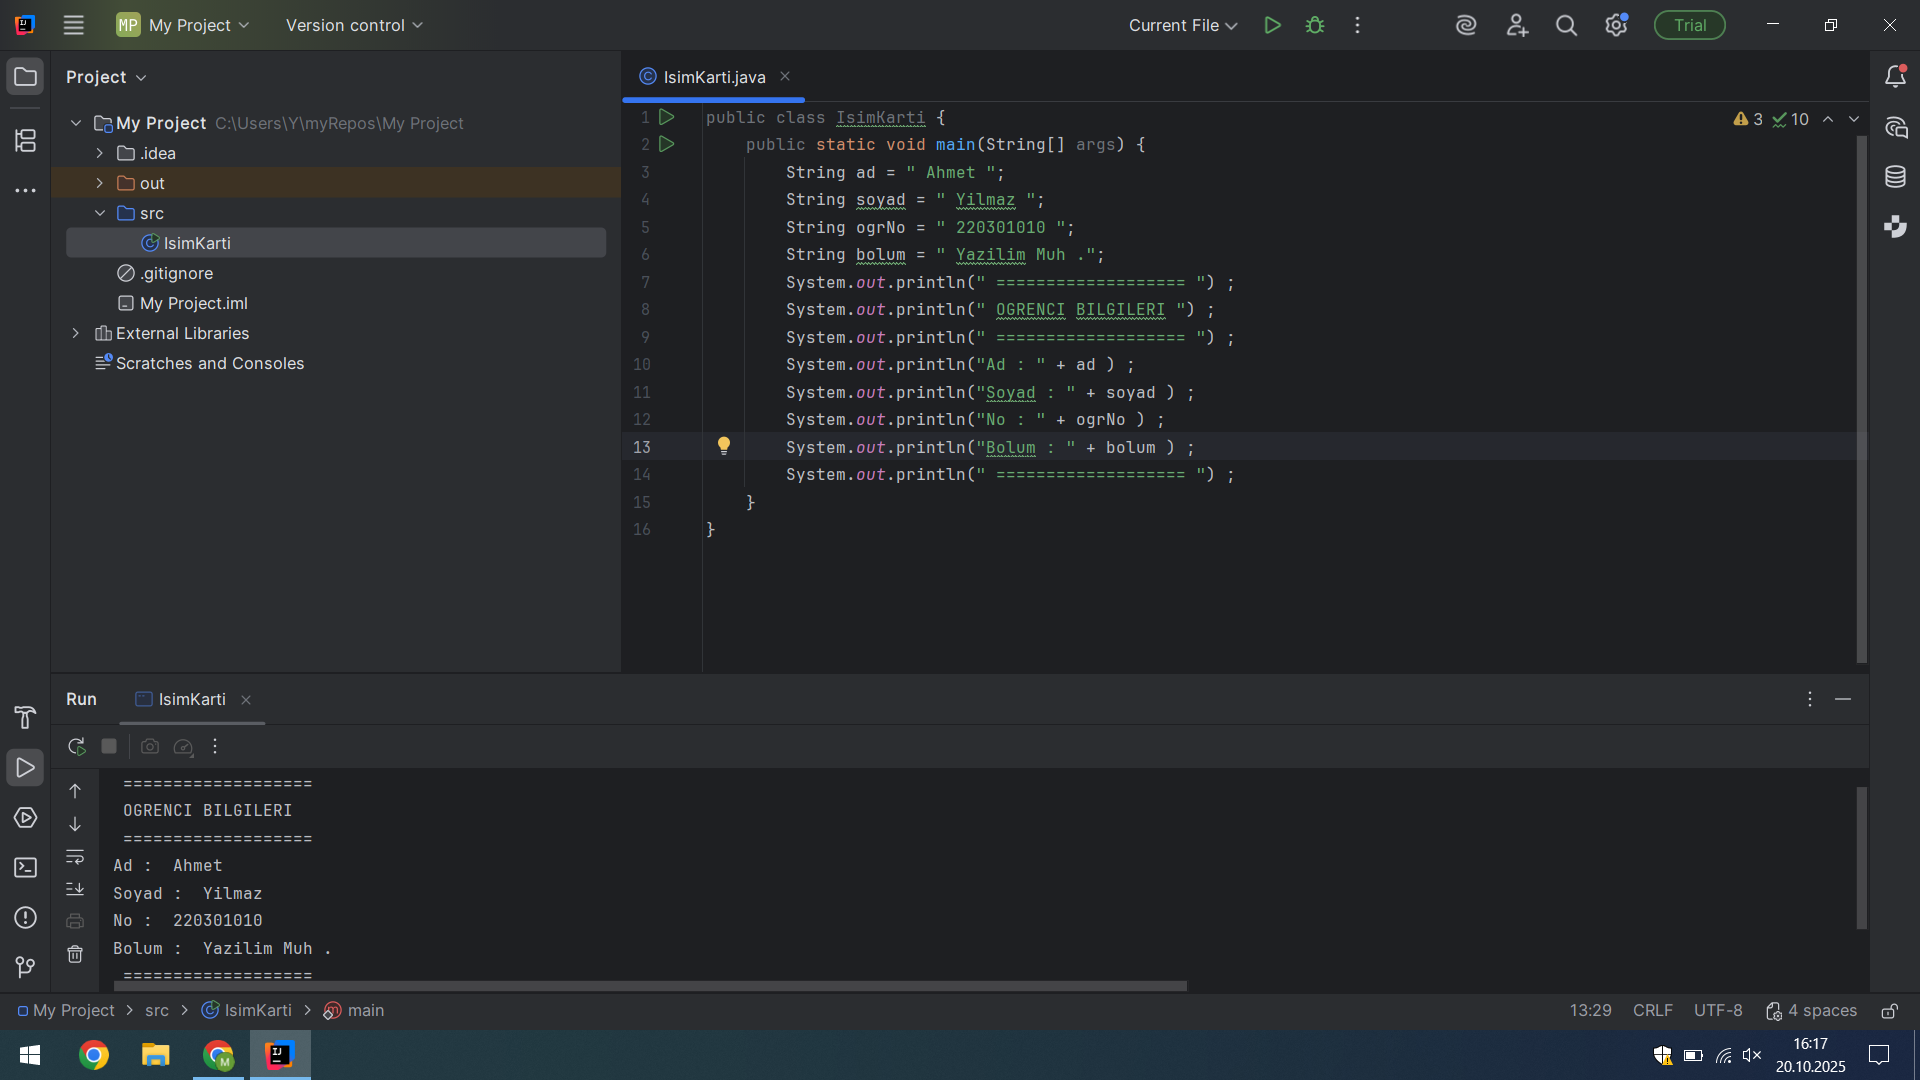 MP My Project Version control Current File Trial
Project
IsimKarti.java
My Project C:\Users\Y\myRepos\My Project
.idea
out
src
IsimKarti
.gitignore
My Project.iml
External Libraries
Scratches and Consoles
3 10
1 public class IsimKarti {
2     public static void main(String[] args) {
3         String ad = " Ahmet ";
4         String soyad = " Yilmaz ";
5         String ogrNo = " 220301010 ";
6         String bolum = " Yazilim Muh .";
7         System.out.println(" =================== ") ;
8         System.out.println(" OGRENCI BILGILERI ") ;
9         System.out.println(" =================== ") ;
10         System.out.println("Ad : " + ad ) ;
11         System.out.println("Soyad : " + soyad ) ;
12         System.out.println("No : " + ogrNo ) ;
13         System.out.println("Bolum : " + bolum ) ;
14         System.out.println(" =================== ") ;
15     }
16 }
Run IsimKarti
 ===================
 OGRENCI BILGILERI
 ===================
Ad :  Ahmet
Soyad :  Yilmaz
No :  220301010
Bolum :  Yazilim Muh .
 ===================
My Project > src > IsimKarti > main 13:29 CRLF UTF-8 4 spaces
16:17
20.10.2025